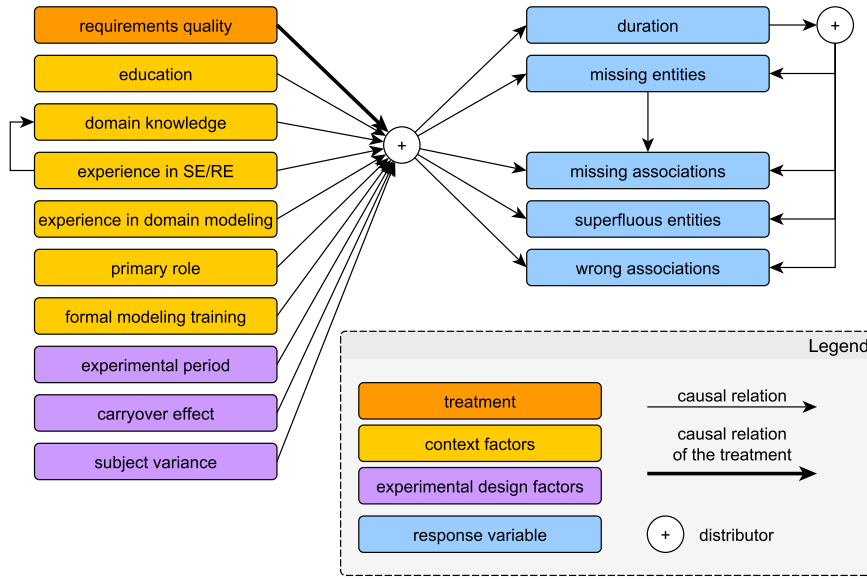 requirements quality
education
domain knowledge
experience in SE/RE
experience in domain modeling
primary role
formal modeling training
experimental period
carryover effect
subject variance
+
duration
+
missing entities
missing associations
superfluous entities
wrong associations
Legend
treatment
context factors
experimental design factors
response variable
causal relation
causal relation
of the treatment
+
distributor